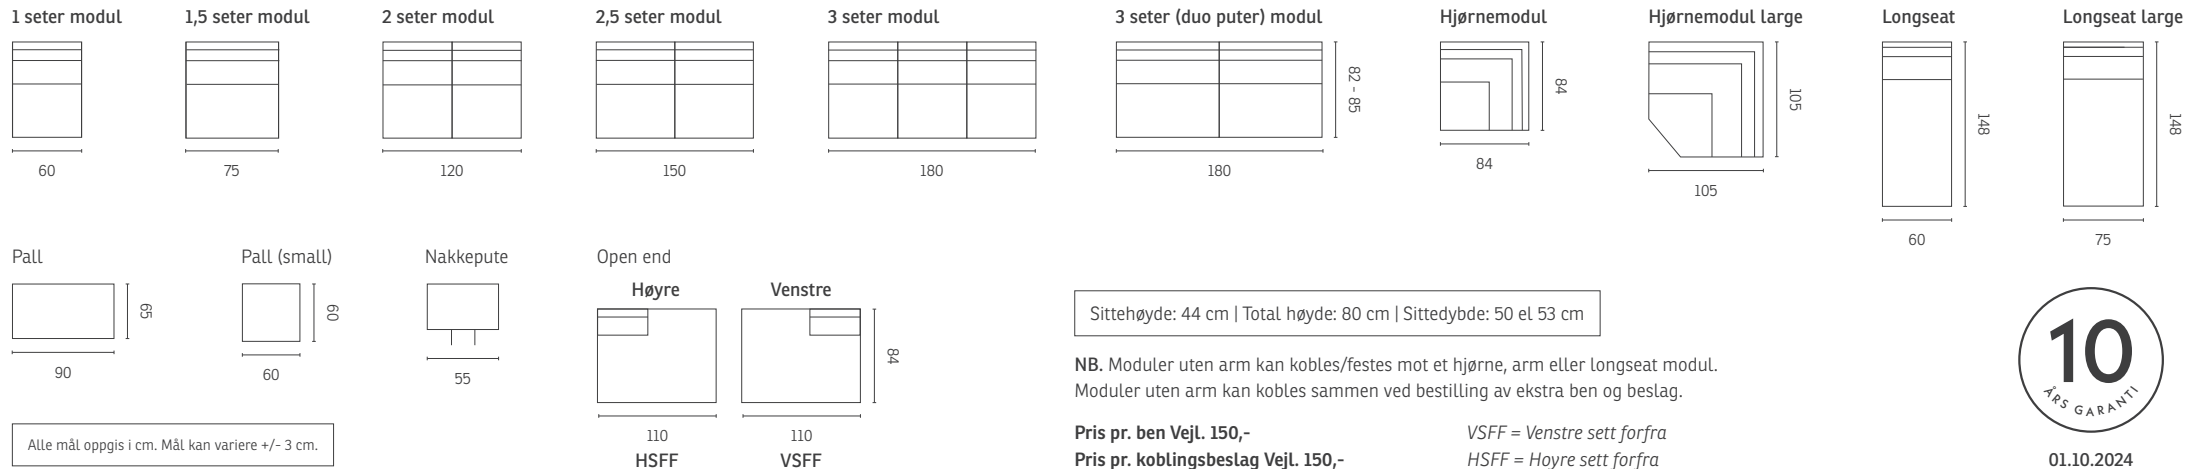 1 seter modul
60
1,5 seter modul
75
2 seter modul
120
2,5 seter modul
150
3 seter modul
180
3 seter (duo puter) modul
82 - 85
180
Hjørnemodul
84
84
Hjørnemodul large
105
105
Longseat
148
60
Longseat large
148
75
Pall
65
90
Pall (small)
60
60
Nakkepute
55
Open end
Høyre
110
HSFF
Venstre
84
110
VSFF
Alle mål oppgis i cm. Mål kan variere +/- 3 cm.
Sittehøyde: 44 cm | Total høyde: 80 cm | Sittedybde: 50 el 53 cm
NB. Moduler uten arm kan kobles/festes mot et hjørne, arm eller longseat modul.
Moduler uten arm kan kobles sammen ved bestilling av ekstra ben og beslag.
Pris pr. ben Vejl. 150,-
Pris pr. koblingsbeslag Vejl. 150,-
VSFF = Venstre sett forfra
HSFF = Hoyre sett forfra
10
ÅRS GARANTI
01.10.2024